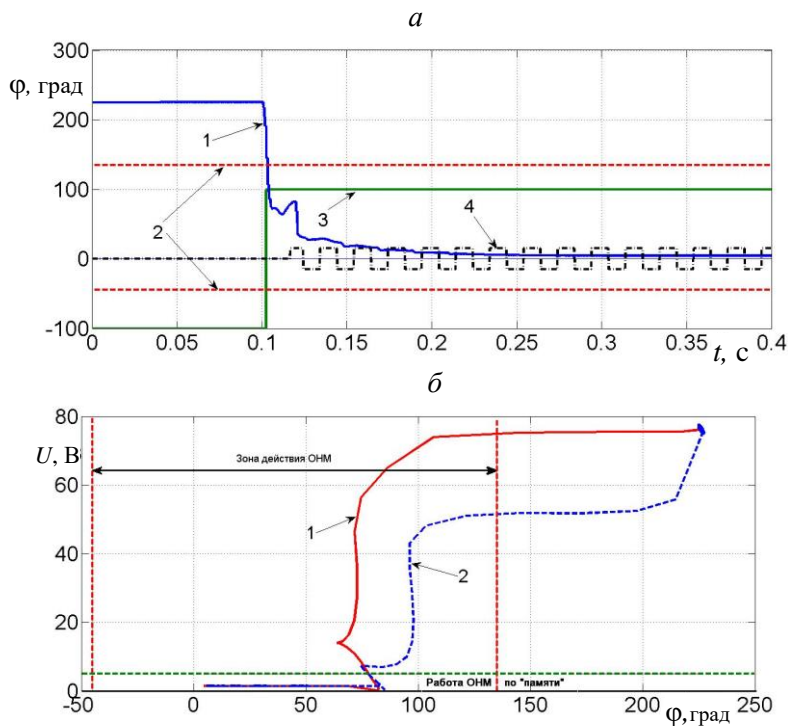 а
300
φ, град
200
100
0
-100
1
2
3
4
0 0.05 0.1 0.15 0.2 0.25 0.3 0.35 0.4
t, с
б
80
U, В
60
40
20
0
Зона действия ОНМ
1
2
Работа ОНМ по "памяти"
-50 0 50 100 150 200 250
φ, град